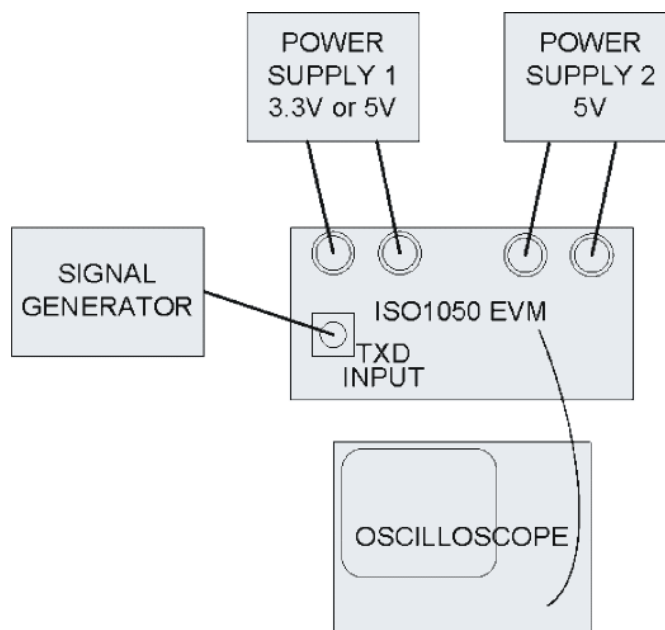 POWER
SUPPLY 1
3.3V or 5V
POWER
SUPPLY 2
5V
SIGNAL
GENERATOR
ISO1050 EVM
TXD
INPUT
OSCILLOSCOPE